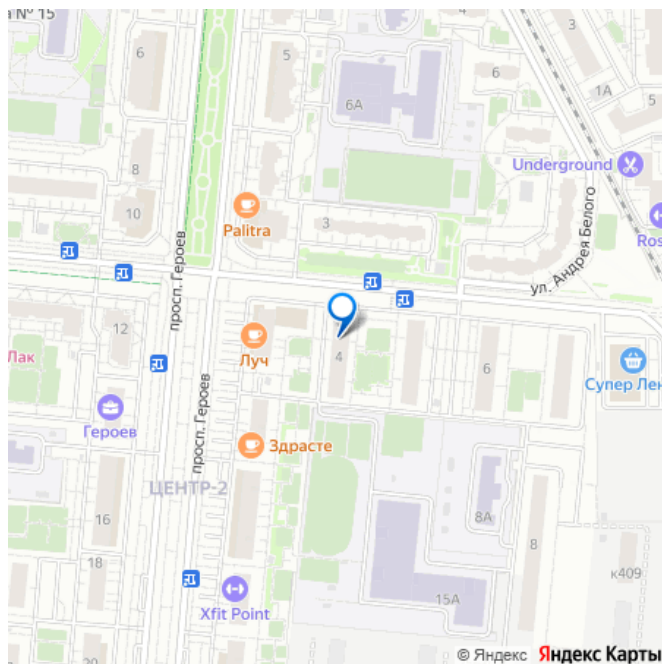 а № 15
6
5
6А
6
1А
5
Underground
8
10
Palitra
3
Ros
просп. Героев
ул. Андрея Белого
12
Луч
4
6
Лак
Супер Лен
Героев
просп. Героев
Здрасте
ЦЕНТР-2
16
8А
8
18
к409
15А
Xfit Point
20
22
© Яндекс Яндекс Карты